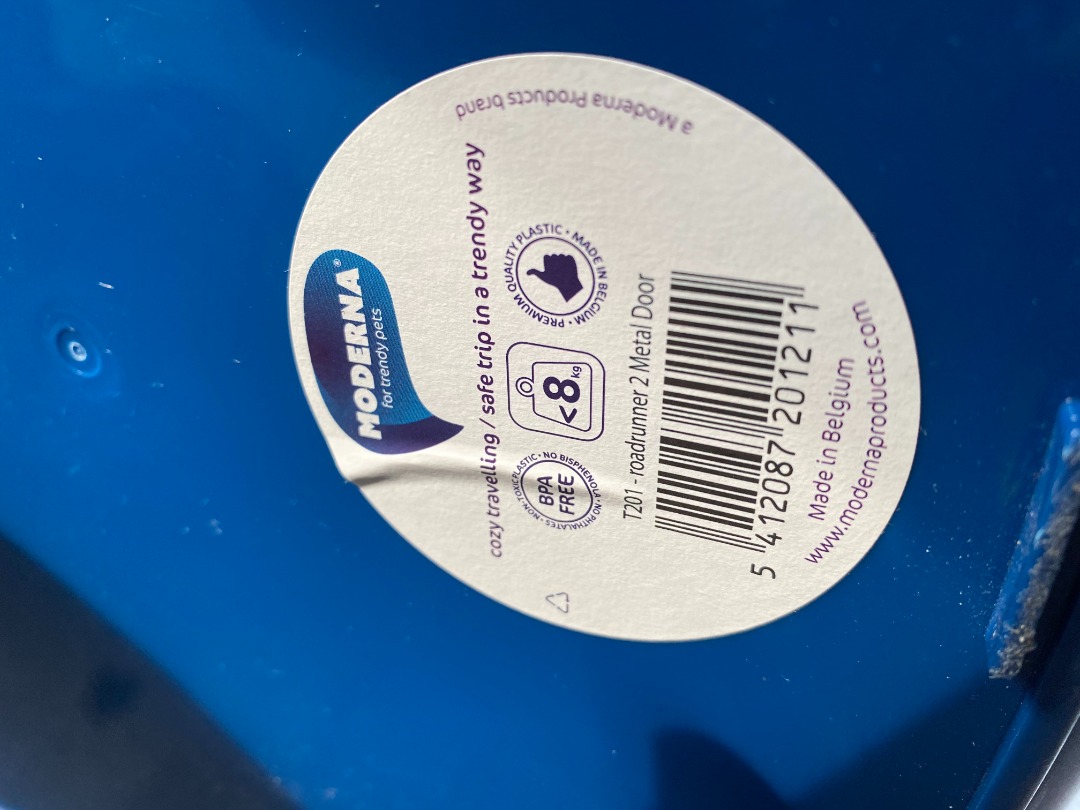 MODERNA®
for trendy pets
cozy travelling / safe trip in a trendy way
BPA
FREE
NON-TOXIC PLASTIC • NO BISPHENOL A • NO PHTHALATES •
<8 kg
PREMIUM QUALITY PLASTIC • MADE IN BELGIUM •
T201 - roadrunner 2 Metal Door
5 412087 201211
Made in Belgium
www.modernaproducts.com
a Moderna Products brand